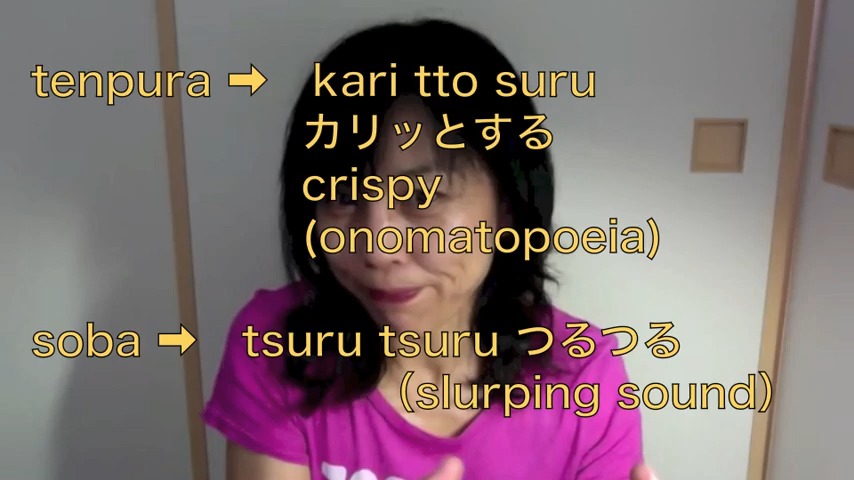 tenpura ➡ kari tto suru
カリッとする
crispy
(onomatopoeia)
soba ➡ tsuru tsuru つるつる
(slurping sound)